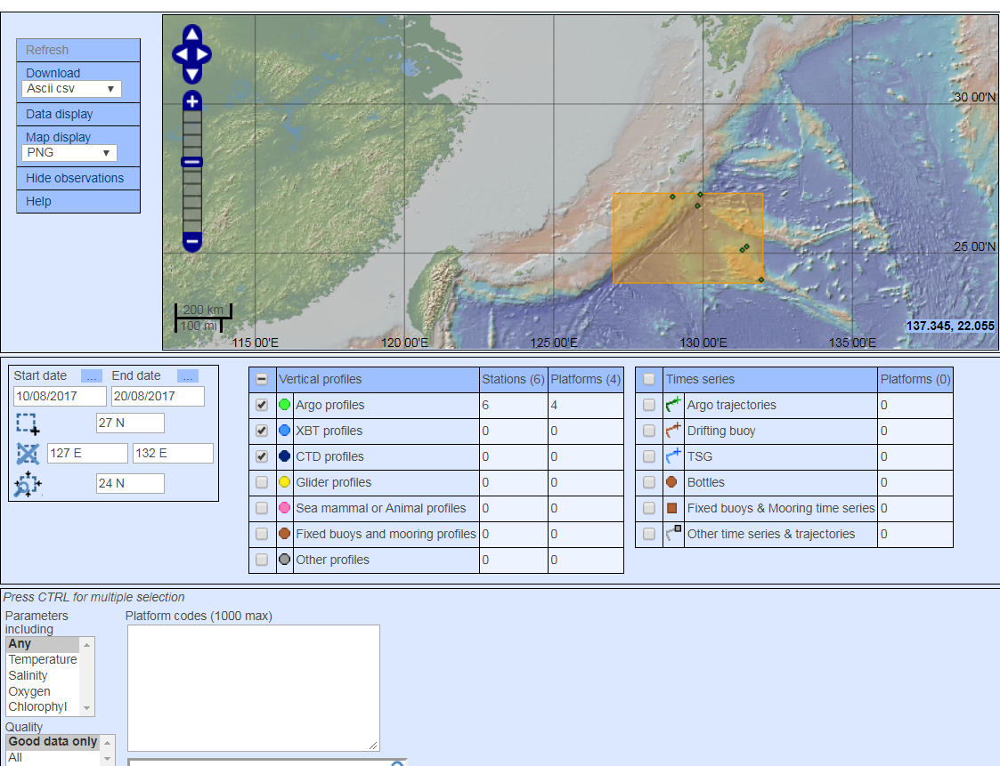 Refresh
Download
Ascii csv
Data display
Map display
PNG
Hide observations
Help
30 00'N
25 00'N
200 km
100 mi
137.345, 22.055
115 00'E 120 00'E 125 00'E 130 00'E 135 00'E
Start date ... End date ...
10/08/2017 20/08/2017
27 N
127 E 132 E
24 N
Vertical profiles Stations (6) Platforms (4)
Argo profiles 6 4
XBT profiles 0 0
CTD profiles 0 0
Glider profiles 0 0
Sea mammal or Animal profiles 0 0
Fixed buoys and mooring profiles 0 0
Other profiles 0 0
Times series Platforms (0)
Argo trajectories 0
Drifting buoy 0
TSG 0
Bottles 0
Fixed buoys & Mooring time series 0
Other time series & trajectories 0
Press CTRL for multiple selection
Parameters
including
Any
Temperature
Salinity
Oxygen
Chlorophyl
Quality
Good data only
All
Platform codes (1000 max)